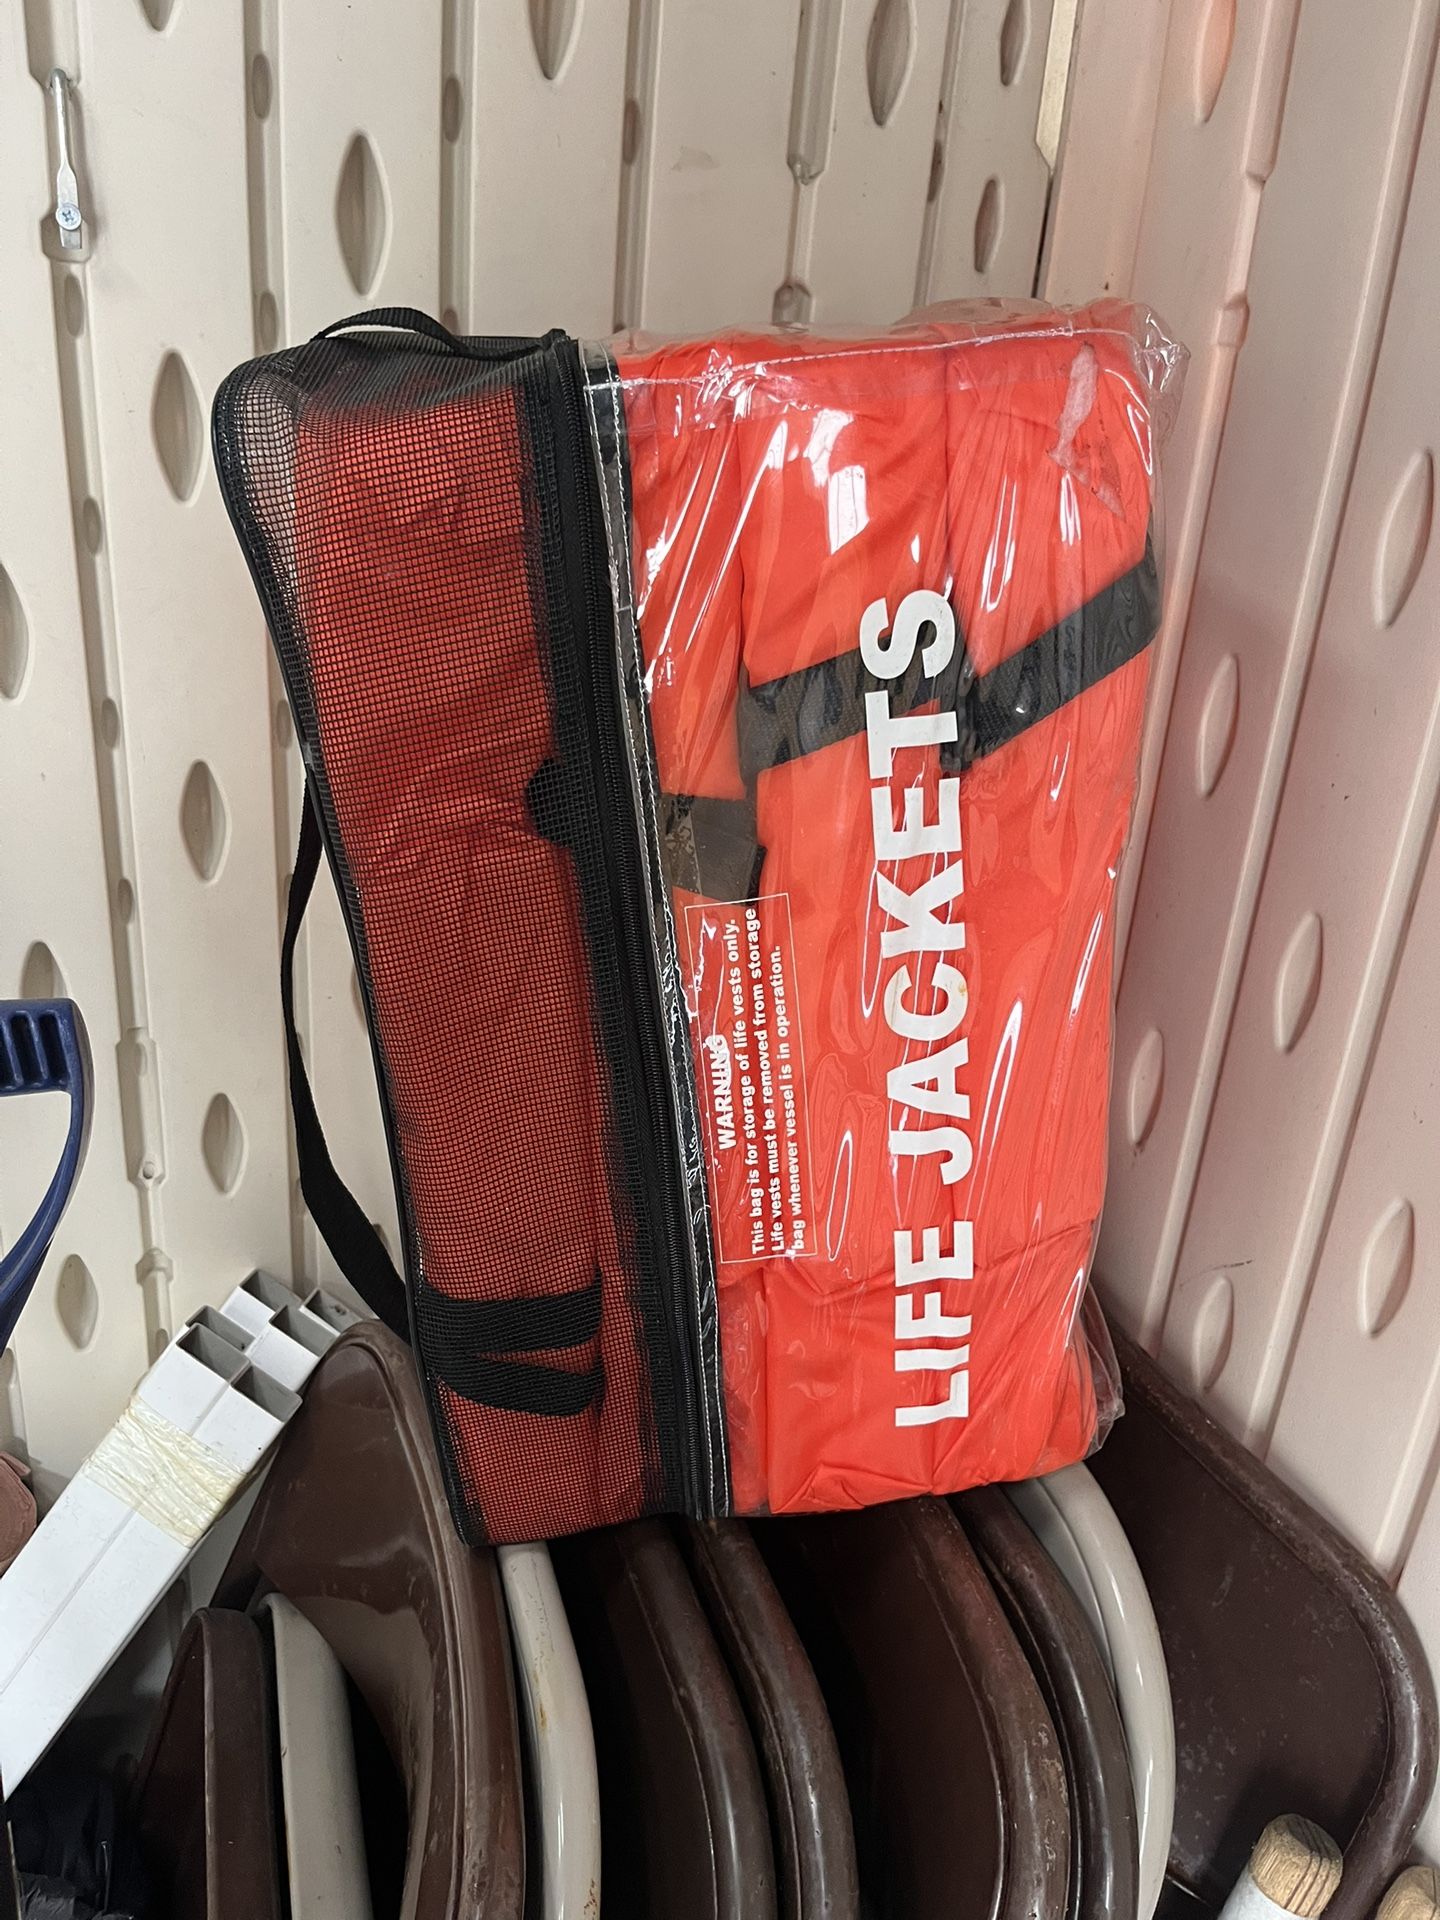 LIFE JACKETS
WARNING
This bag is for storage of life vests only.
Life vests must be removed from storage
bag whenever vessel is in operation.